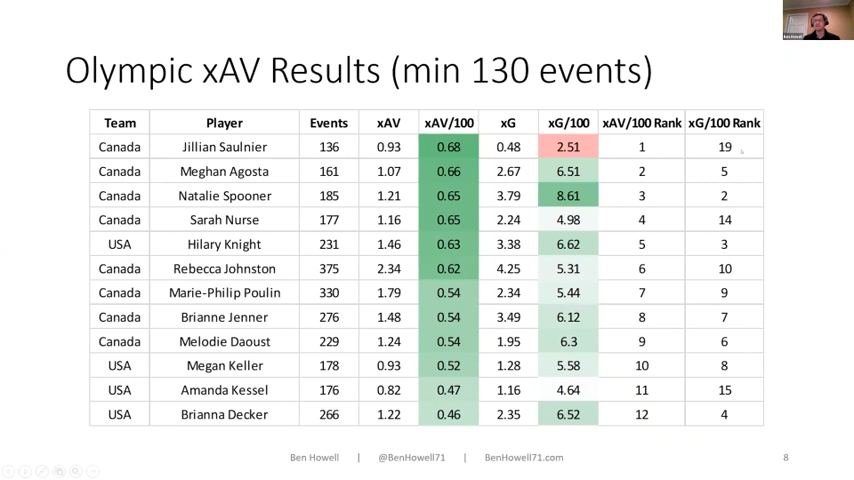 Olympic xAV Results (min 130 events)
Team Player Events xAV xAV/100 xG xG/100 xAV/100 Rank xG/100 Rank
Canada Jillian Saulnier 136 0.93 0.68 0.48 2.51 1 19
Canada Meghan Agosta 161 1.07 0.66 2.67 6.51 2 5
Canada Natalie Spooner 185 1.21 0.65 3.79 8.61 3 2
Canada Sarah Nurse 177 1.16 0.65 2.24 4.98 4 14
USA Hilary Knight 231 1.46 0.63 3.38 6.62 5 3
Canada Rebecca Johnston 375 2.34 0.62 4.25 5.31 6 10
Canada Marie-Philip Poulin 330 1.79 0.54 2.34 5.44 7 9
Canada Brianne Jenner 276 1.48 0.54 3.49 6.12 8 7
Canada Melodie Daoust 229 1.24 0.54 1.95 6.3 9 6
USA Megan Keller 178 0.93 0.52 1.28 5.58 10 8
USA Amanda Kessel 176 0.82 0.47 1.16 4.64 11 15
USA Brianna Decker 266 1.22 0.46 2.35 6.52 12 4
Ben Howell | @BenHowell71 | BenHowell71.com 8